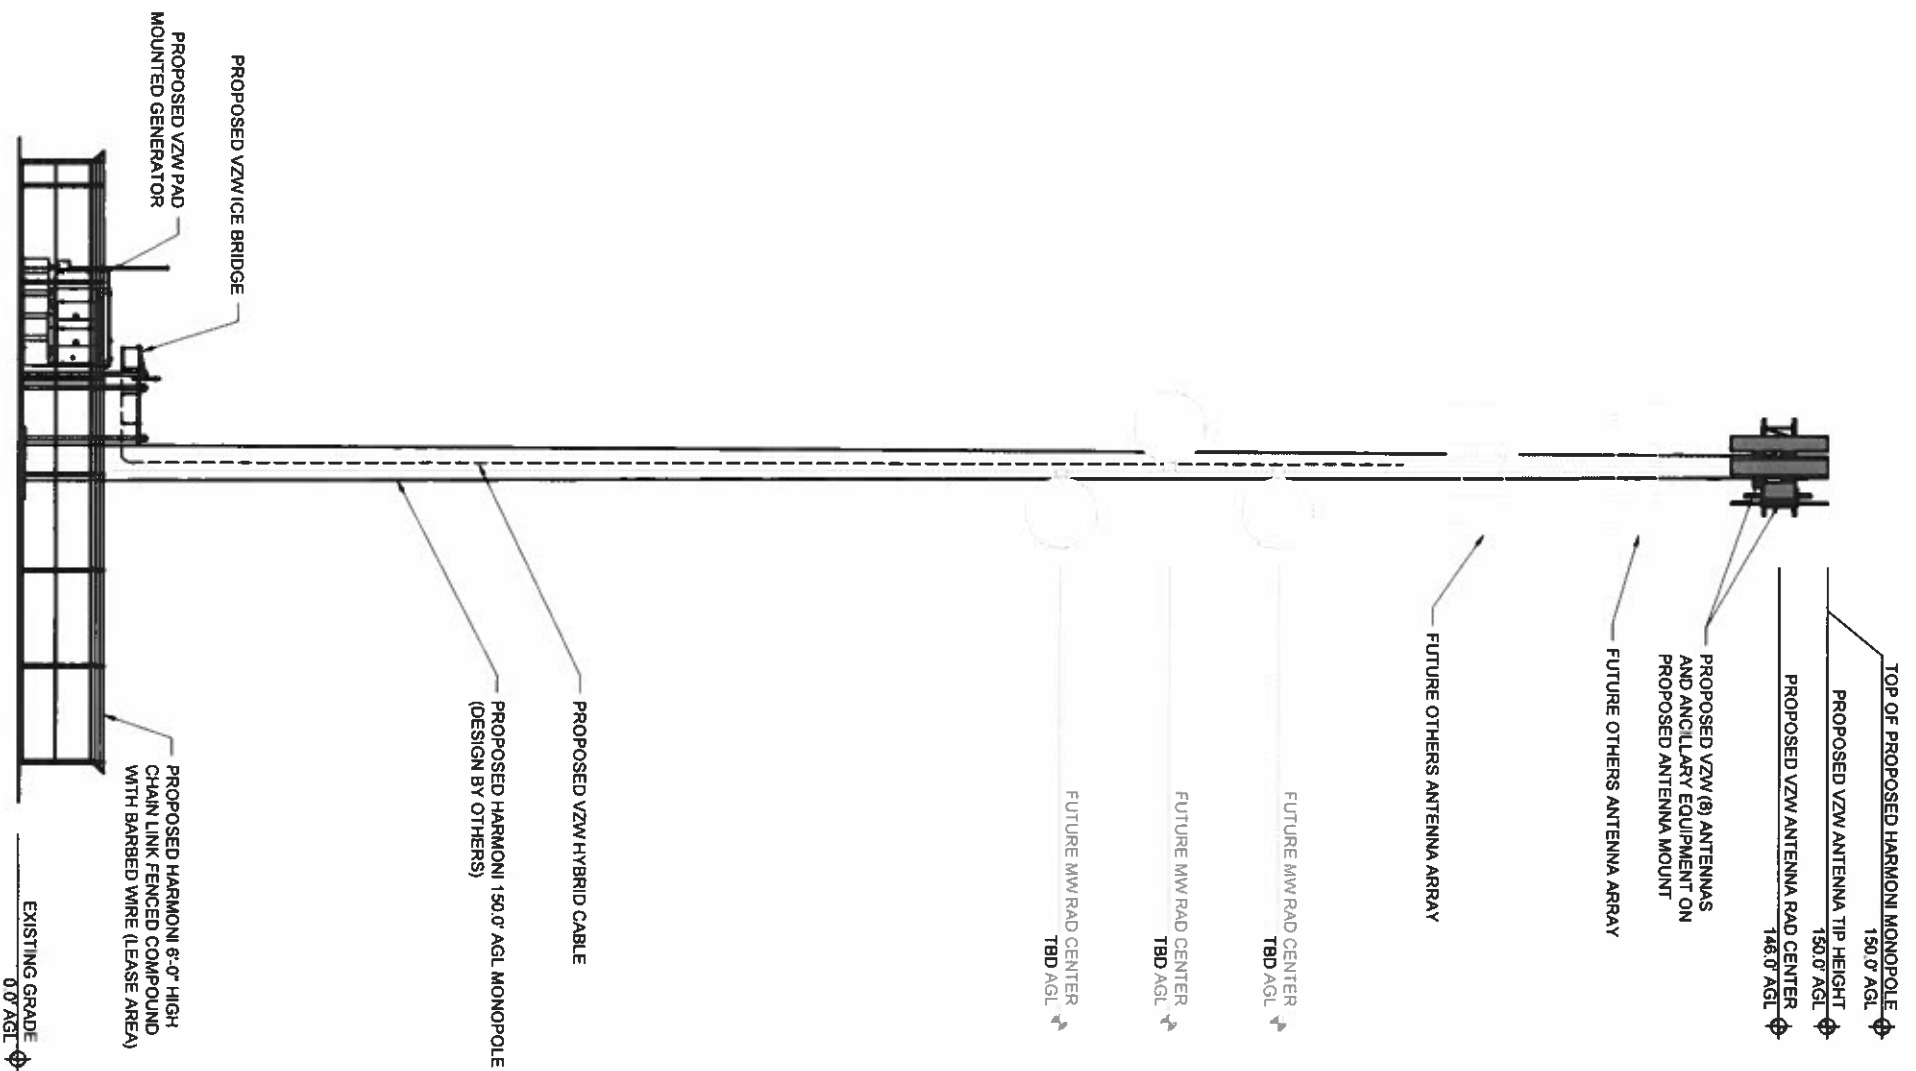 TOP OF PROPOSED HARMONI MONOPOLE
150.0' AGL
PROPOSED VZW ANTENNA TIP HEIGHT
150.0' AGL
PROPOSED VZW ANTENNA RAD CENTER
146.0' AGL
PROPOSED VZW (8) ANTENNAS
AND ANCILLARY EQUIPMENT ON
PROPOSED ANTENNA MOUNT
FUTURE OTHERS ANTENNA ARRAY
FUTURE OTHERS ANTENNA ARRAY
FUTURE MW RAD CENTER
TBD AGL
FUTURE MW RAD CENTER
TBD AGL
FUTURE MW RAD CENTER
TBD AGL
PROPOSED VZW HYBRID CABLE
PROPOSED HARMONI 150.0' AGL MONOPOLE
(DESIGN BY OTHERS)
PROPOSED VZW ICE BRIDGE
PROPOSED VZW PAD
MOUNTED GENERATOR
PROPOSED HARMONI 6'-0" HIGH
CHAIN LINK FENCED COMPOUND
WITH BARBED WIRE (LEASE AREA)
EXISTING GRADE
0.0' AGL